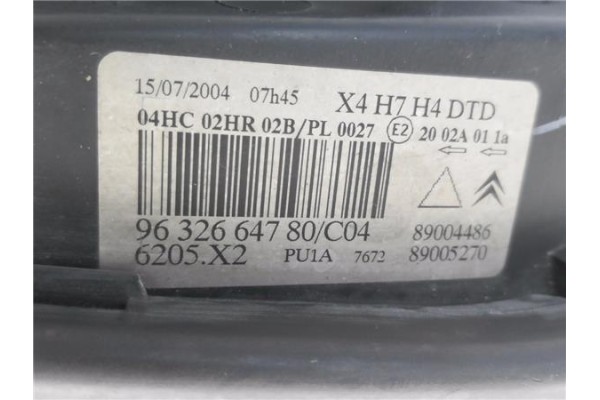 15/07/2004 07h45 X4 H7 H4 DTD
04HC 02HR 02B/PL 0027 E2 20 02A 01 1a
96 326 647 80/C04 89004486
6205.X2 PU1A 7672 89005270